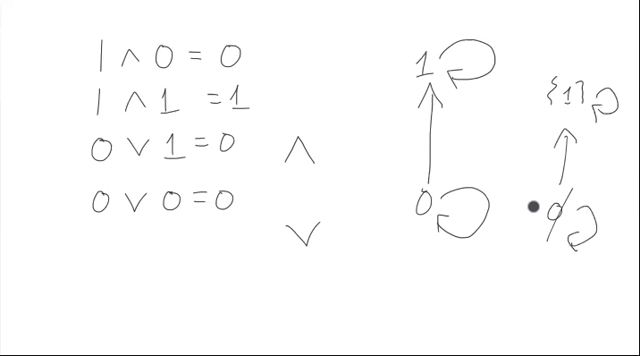 1 ∧ 0 = 0
1 ∧ 1 = 1
0 ∨ 1 = 0
0 ∨ 0 = 0
∧
∨
1
0
{1}
∅